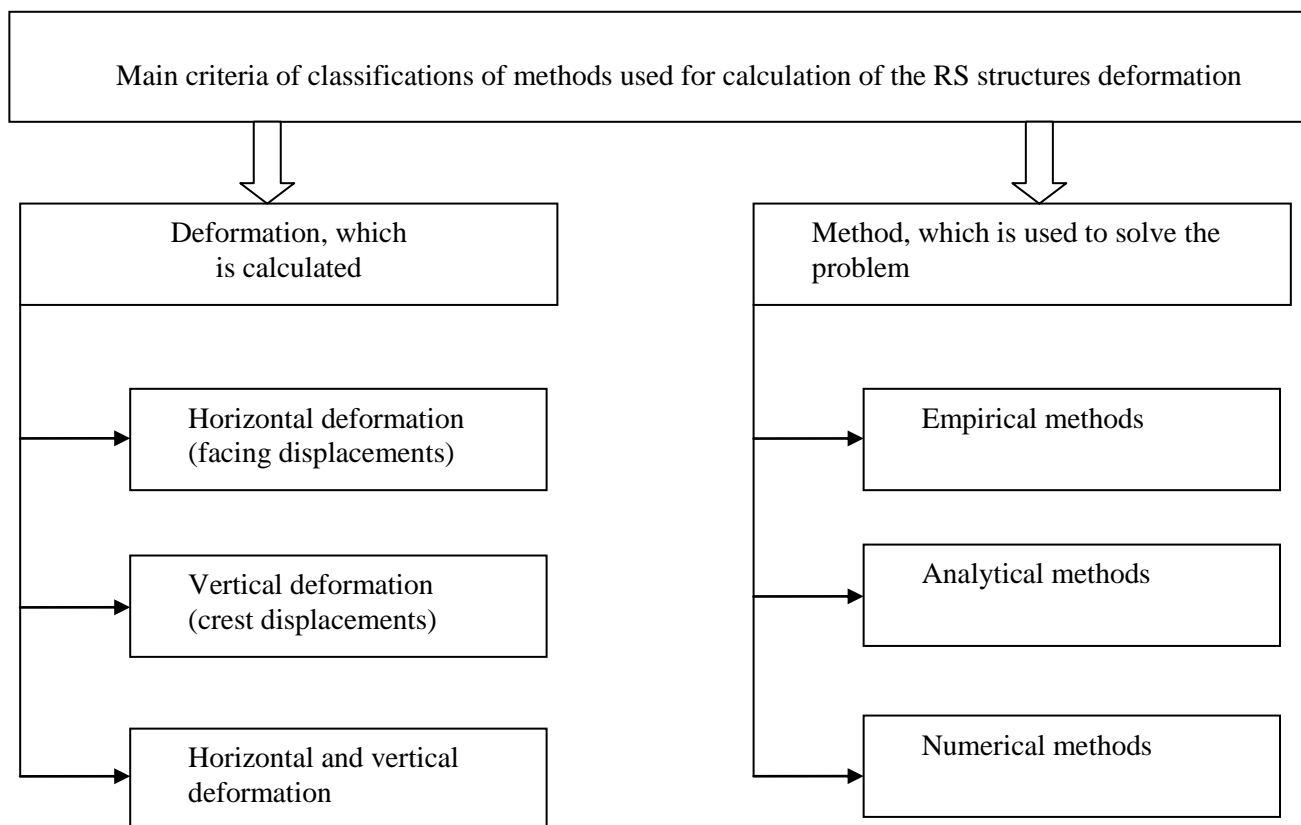 Main criteria of classifications of methods used for calculation of the RS structures deformation
Deformation, which
is calculated
Horizontal deformation
(facing displacements)
Vertical deformation
(crest displacements)
Horizontal and vertical
deformation
Method, which is used to solve the
problem
Empirical methods
Analytical methods
Numerical methods